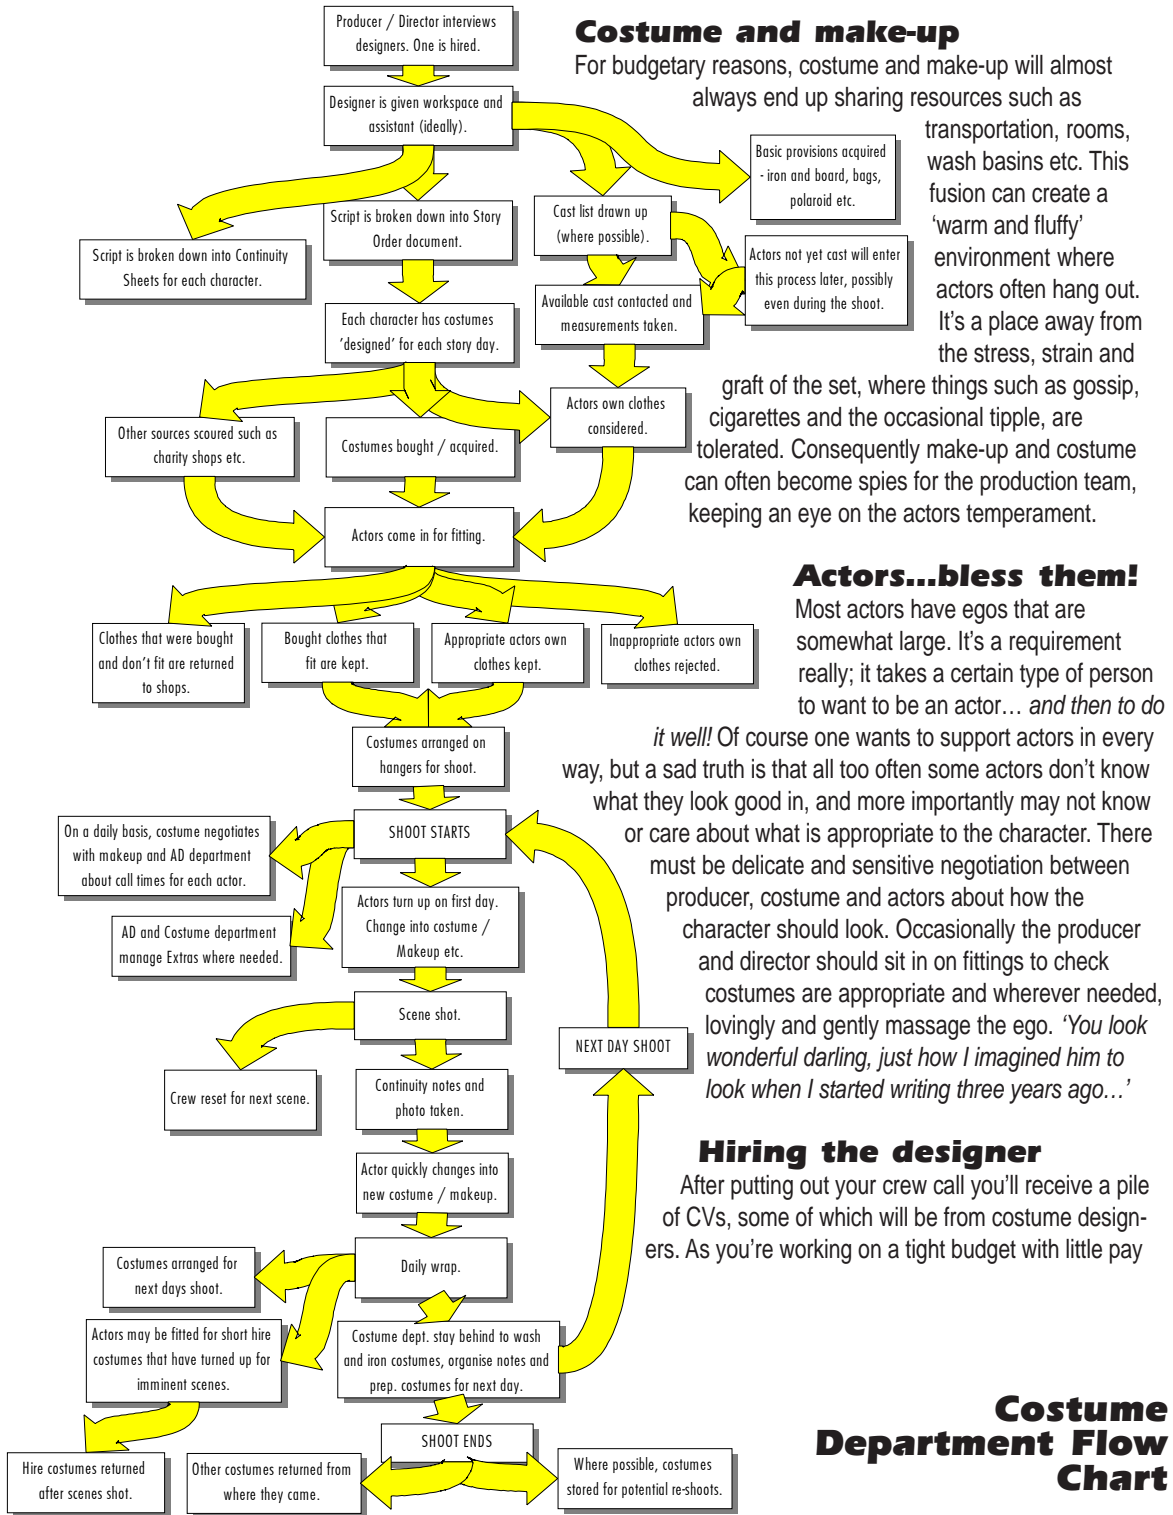 Producer / Director interviews
designers. One is hired.
Designer is given workspace and
assistant (ideally).
Basic provisions acquired
- iron and board, bags,
polaroid etc.
Script is broken down into Story
Order document.
Cast list drawn up
(where possible).
Script is broken down into Continuity
Sheets for each character.
Actors not yet cast will enter
this process later, possibly
even during the shoot.
Available cast contacted and
measurements taken.
Each character has costumes
'designed' for each story day.
Actors own clothes
considered.
Other sources scoured such as
charity shops etc.
Costumes bought / acquired.
Actors come in for fitting.
Clothes that were bought
and don't fit are returned
to shops.
Bought clothes that
fit are kept.
Appropriate actors own
clothes kept.
Inappropriate actors own
clothes rejected.
Costumes arranged on
hangers for shoot.
SHOOT STARTS
On a daily basis, costume negotiates
with makeup and AD department
about call times for each actor.
AD and Costume department
manage Extras where needed.
Actors turn up on first day.
Change into costume /
Makeup etc.
Scene shot.
NEXT DAY SHOOT
Crew reset for next scene.
Continuity notes and
photo taken.
Actor quickly changes into
new costume / makeup.
Daily wrap.
Costumes arranged for
next days shoot.
Actors may be fitted for short hire
costumes that have turned up for
imminent scenes.
Costume dept. stay behind to wash
and iron costumes, organise notes and
prep. costumes for next day.
SHOOT ENDS
Hire costumes returned
after scenes shot.
Other costumes returned from
where they came.
Where possible, costumes
stored for potential re-shoots.
Costume and make-up
For budgetary reasons, costume and make-up will almost
always end up sharing resources such as
transportation, rooms,
wash basins etc. This
fusion can create a
'warm and fluffy'
environment where
actors often hang out.
It's a place away from
the stress, strain and
graft of the set, where things such as gossip,
cigarettes and the occasional tipple, are
tolerated. Consequently make-up and costume
can often become spies for the production team,
keeping an eye on the actors temperament.
Actors...bless them!
Most actors have egos that are
somewhat large. It's a requirement
really; it takes a certain type of person
to want to be an actor… and then to do
it well! Of course one wants to support actors in every
way, but a sad truth is that all too often some actors don't know
what they look good in, and more importantly may not know
or care about what is appropriate to the character. There
must be delicate and sensitive negotiation between
producer, costume and actors about how the
character should look. Occasionally the producer
and director should sit in on fittings to check
costumes are appropriate and wherever needed,
lovingly and gently massage the ego. 'You look
wonderful darling, just how I imagined him to
look when I started writing three years ago…'
Hiring the designer
After putting out your crew call you'll receive a pile
of CVs, some of which will be from costume design-
ers. As you're working on a tight budget with little pay
Costume
Department Flow
Chart